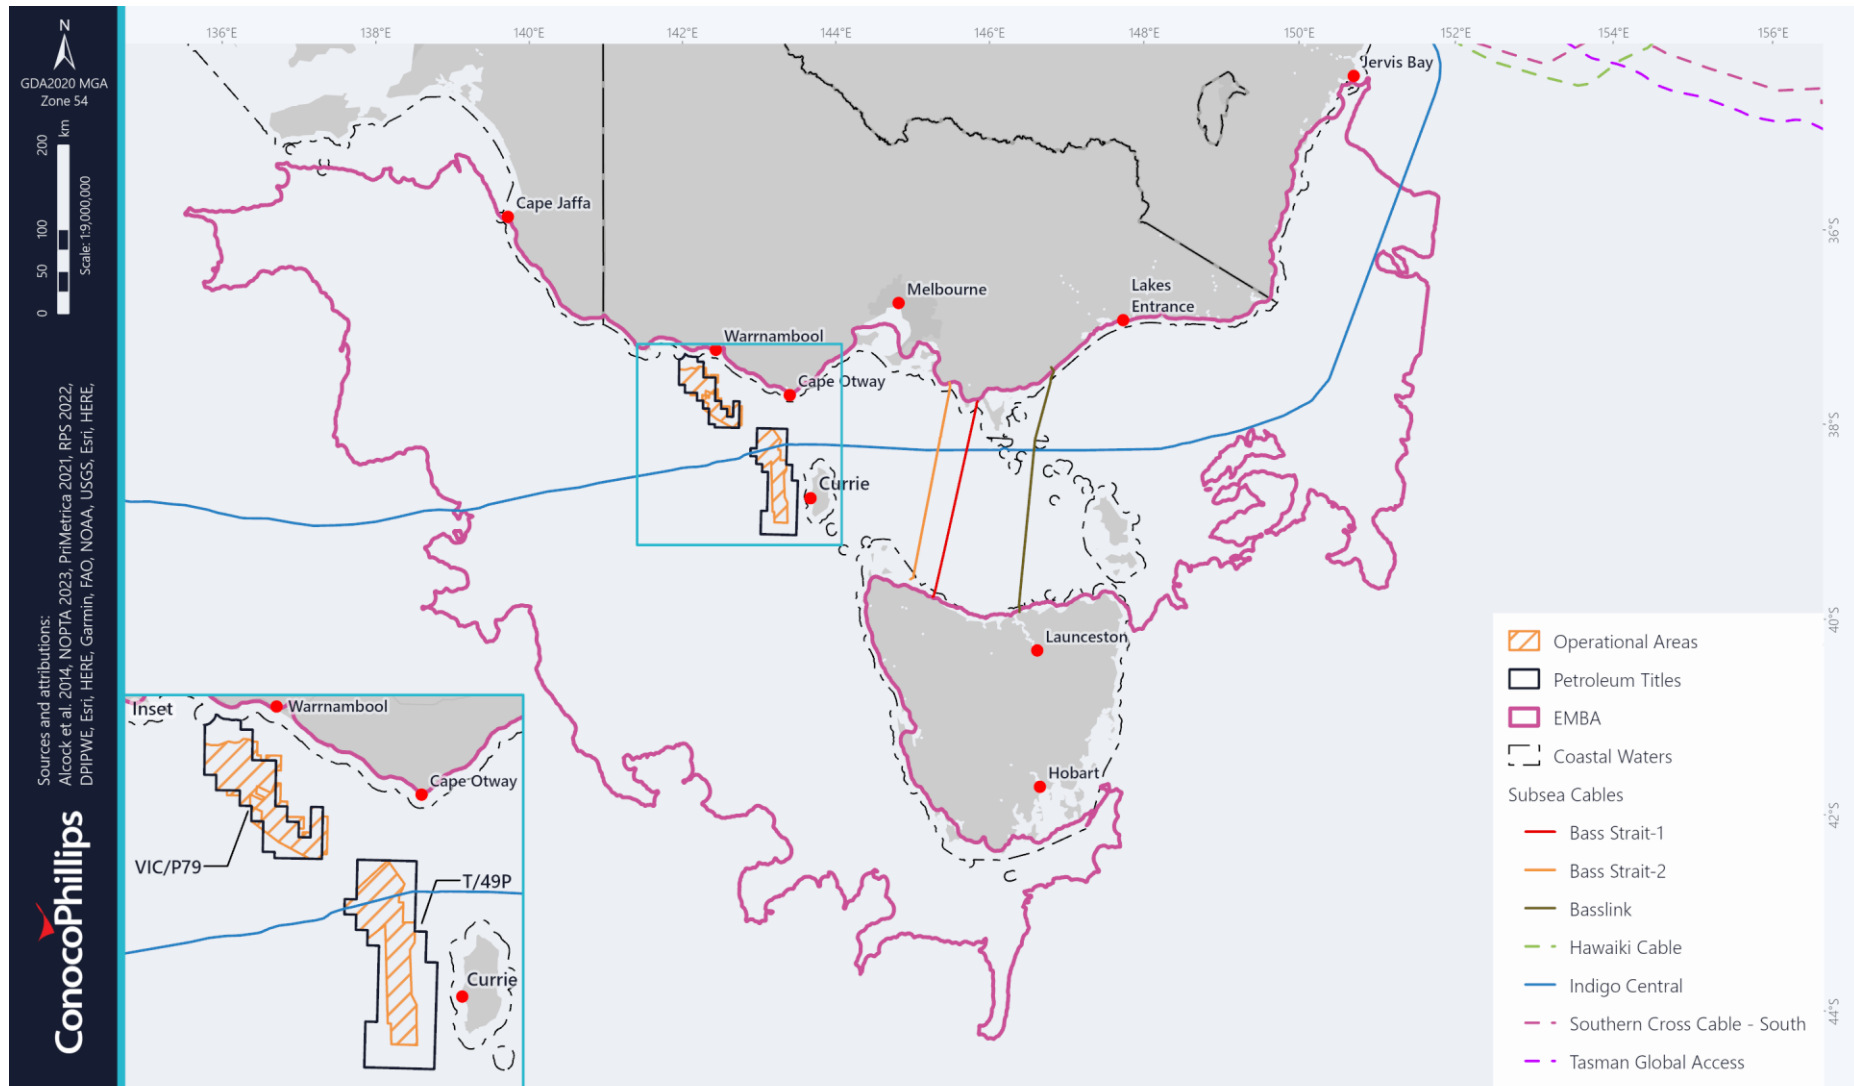 N
GDA2020 MGA
Zone 54
0 50 100 200
km
Scale: 1:9,000,000
Sources and attributions:
Alcock et al. 2014, NOPTA 2023, PriMetrica 2021, RPS 2022,
DPIPWE, Esri, HERE, Garmin, FAO, NOAA, USGS, Esri, HERE,
ConocoPhillips
136°E
138°E
140°E
142°E
144°E
146°E
148°E
150°E
152°E
154°E
156°E
36°S
38°S
40°S
42°S
44°S
Jervis Bay
Cape Jaffa
Melbourne
Lakes
Entrance
Warrnambool
Cape Otway
Currie
Launceston
Hobart
Inset
Warrnambool
Cape Otway
VIC/P79
T/49P
Currie
Operational Areas
Petroleum Titles
EMBA
Coastal Waters
Subsea Cables
Bass Strait-1
Bass Strait-2
Basslink
Hawaiki Cable
Indigo Central
Southern Cross Cable - South
Tasman Global Access